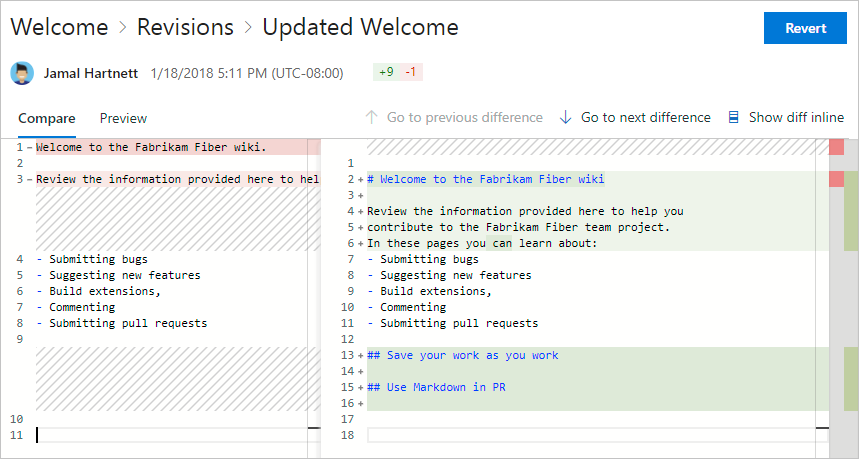 Welcome > Revisions > Updated Welcome
Revert
Jamal Hartnett 1/18/2018 5:11 PM (UTC-08:00) +9 -1
Compare Preview
Go to previous difference Go to next difference Show diff inline
1 - Welcome to the Fabrikam Fiber wiki.
2
3 - Review the information provided here to hel
4 - Submitting bugs
5 - Suggesting new features
6 - Build extensions,
7 - Commenting
8 - Submitting pull requests
9
10
11
1
2 + # Welcome to the Fabrikam Fiber wiki
3 +
4 + Review the information provided here to help you
5 + contribute to the Fabrikam Fiber team project.
6 + In these pages you can learn about:
7 - Submitting bugs
8 - Suggesting new features
9 - Build extensions,
10 - Commenting
11 - Submitting pull requests
12
13 + ## Save your work as you work
14 +
15 + ## Use Markdown in PR
16 +
17
18